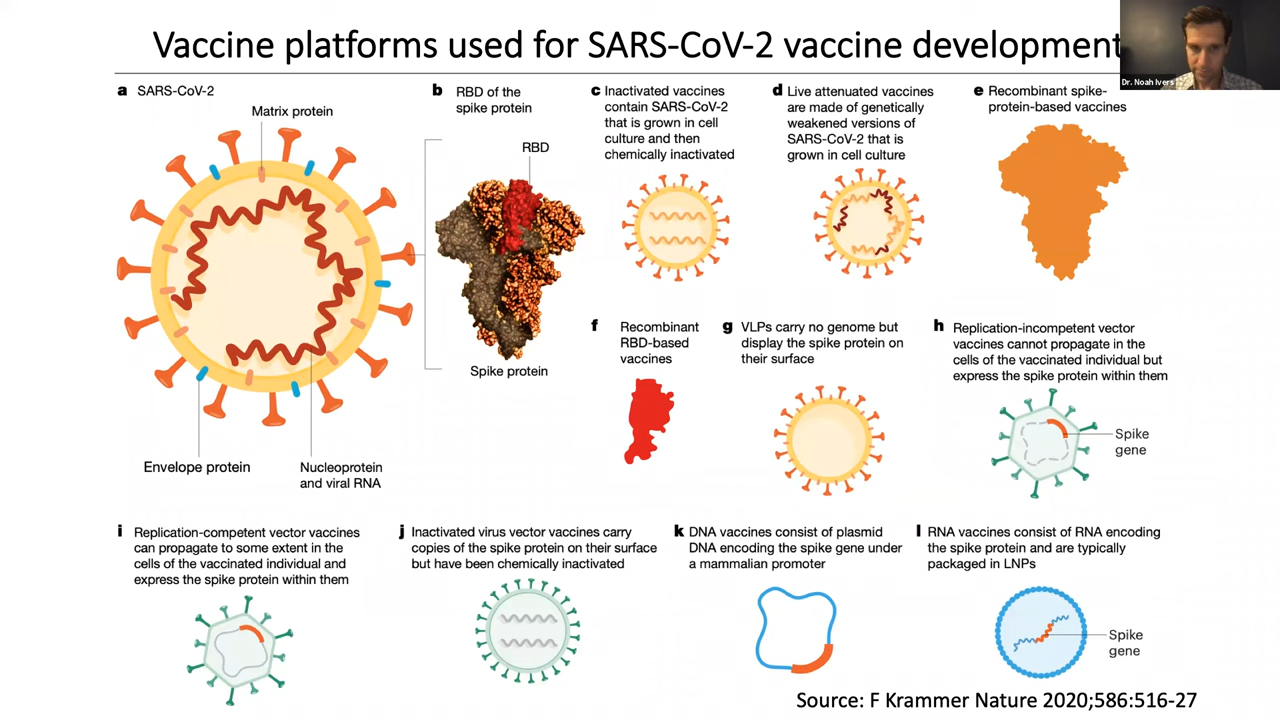 Vaccine platforms used for SARS-CoV-2 vaccine development
Dr. Noah Ivers
a SARS-CoV-2
Matrix protein
Envelope protein
Nucleoprotein
and viral RNA
b RBD of the
spike protein
RBD
Spike protein
c Inactivated vaccines
contain SARS-CoV-2
that is grown in cell
culture and then
chemically inactivated
d Live attenuated vaccines
are made of genetically
weakened versions of
SARS-CoV-2 that is
grown in cell culture
e Recombinant spike-
protein-based vaccines
f Recombinant
RBD-based
vaccines
g VLPs carry no genome but
display the spike protein on
their surface
h Replication-incompetent vector
vaccines cannot propagate in the
cells of the vaccinated individual but
express the spike protein within them
Spike
gene
i Replication-competent vector vaccines
can propagate to some extent in the
cells of the vaccinated individual and
express the spike protein within them
j Inactivated virus vector vaccines carry
copies of the spike protein on their surface
but have been chemically inactivated
k DNA vaccines consist of plasmid
DNA encoding the spike gene under
a mammalian promoter
l RNA vaccines consist of RNA encoding
the spike protein and are typically
packaged in LNPs
Spike
gene
Source: F Krammer Nature 2020;586:516-27